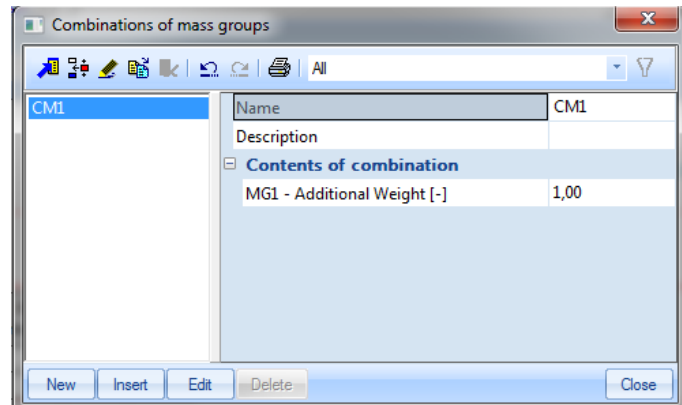 Combinations of mass groups
All
CM1
Name CM1
Description
Contents of combination
MG1 - Additional Weight [-] 1,00
New Insert Edit Delete Close